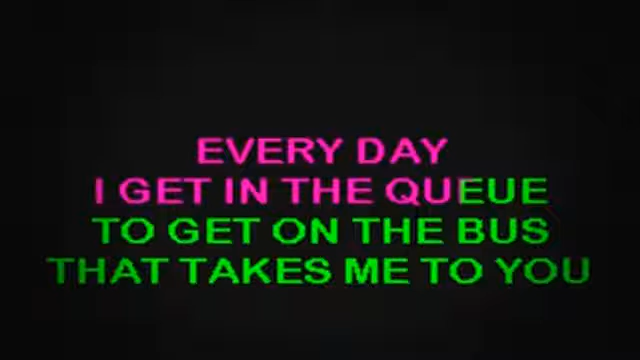 EVERY DAY
I GET IN THE QUEUE
TO GET ON THE BUS
THAT TAKES ME TO YOU